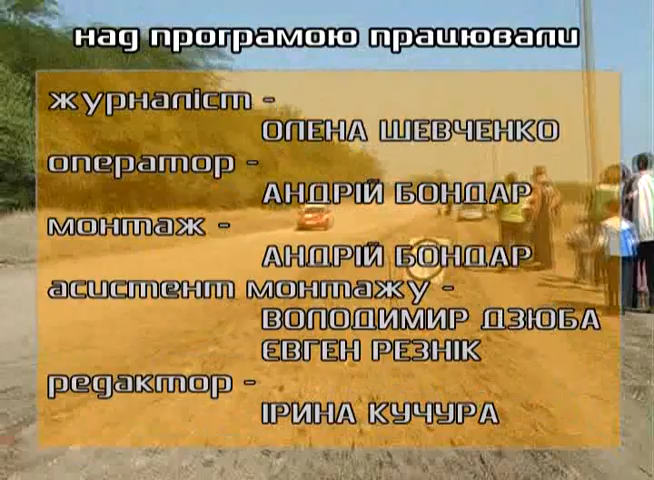 над програмою працювали
журналіст -
ОЛЕНА ШЕВЧЕНКО
оператор -
АНДРІЙ БОНДАР
монтаж -
АНДРІЙ БОНДАР
асистент монтажу -
ВОЛОДИМИР ДЗЮБА
ЄВГЕН РЕЗНІК
редактор -
ІРИНА КУЧУРА